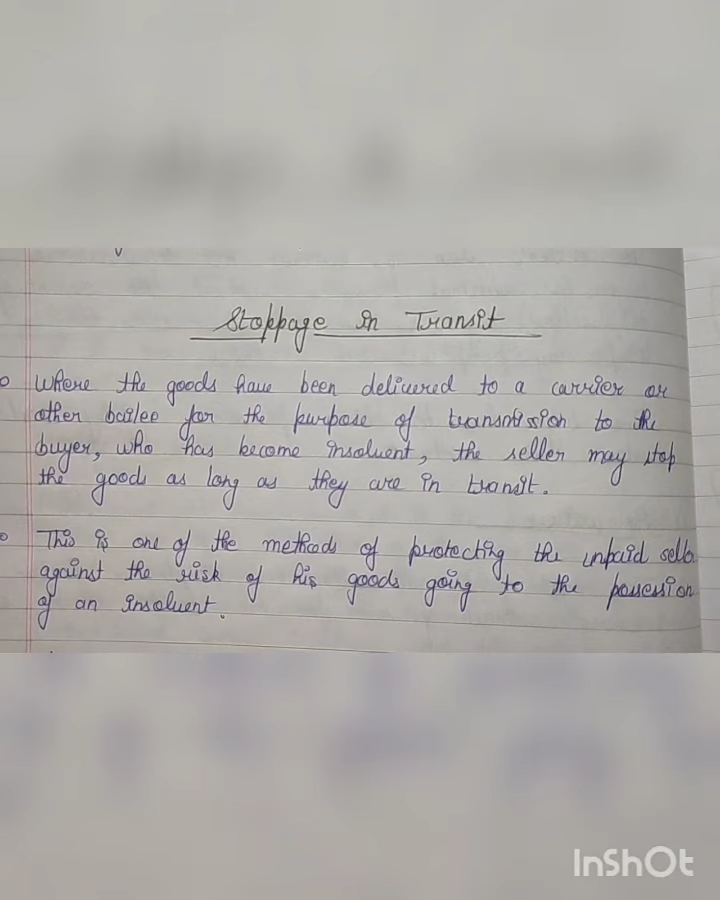 Stoppage in Transit
Where the goods have been delivered to a carrier or
other bailee for the purpose of transmission to the
buyer, who has become insolvent, the seller may stop
the goods as long as they are in transit.
This is one of the methods of protecting the unpaid
against the risk of his goods going to the possession
of an insolvent.
InShOt